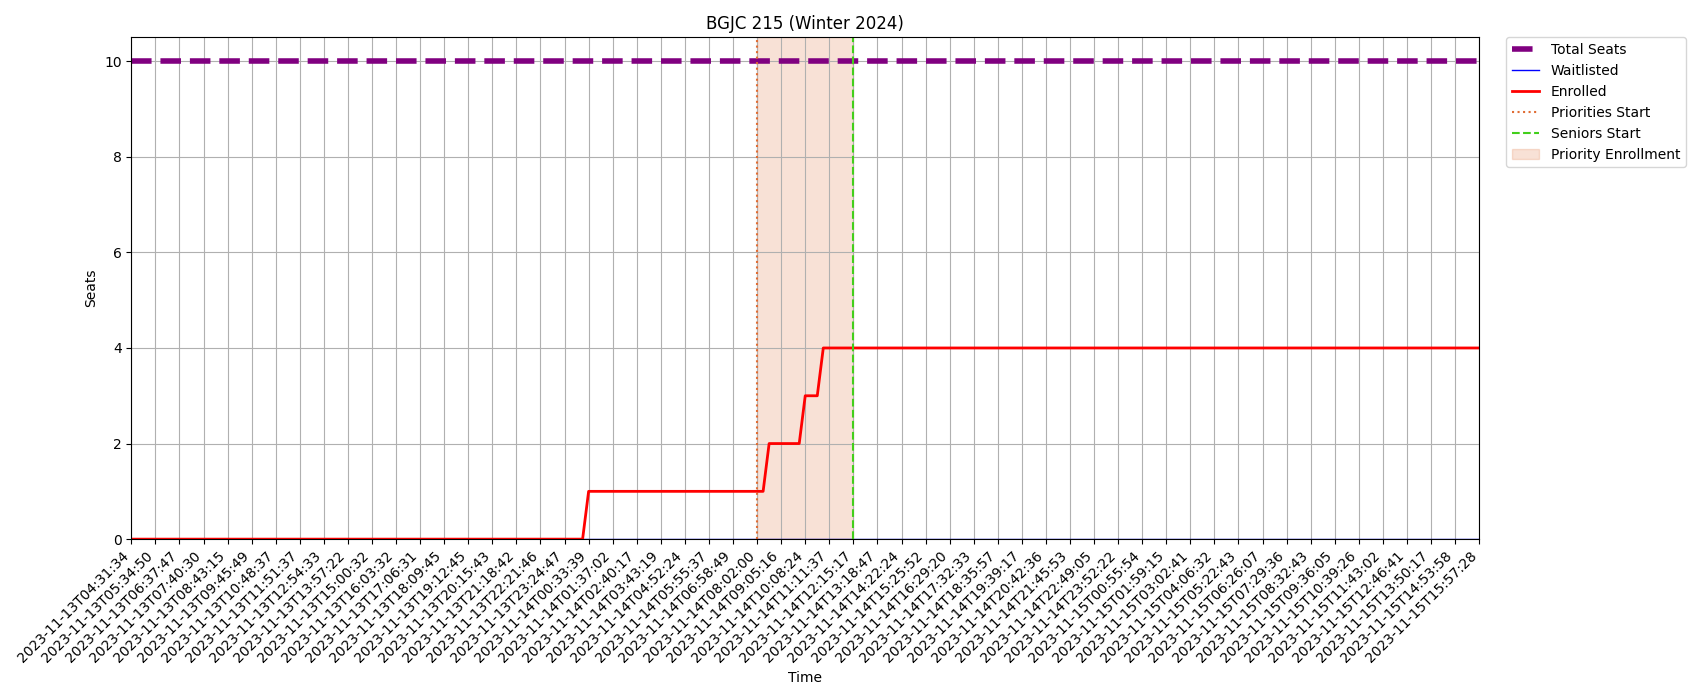 BGJC 215 (Winter 2024)
10
8
6
4
2
0
Seats
Total Seats
Waitlisted
Enrolled
Priorities Start
Seniors Start
Priority Enrollment
2023-11-13T04:31:34
2023-11-13T05:34:50
2023-11-13T06:37:47
2023-11-13T07:40:30
2023-11-13T08:43:15
2023-11-13T09:45:49
2023-11-13T10:48:37
2023-11-13T11:51:37
2023-11-13T12:54:33
2023-11-13T13:57:22
2023-11-13T15:00:32
2023-11-13T16:03:32
2023-11-13T17:06:31
2023-11-13T18:09:45
2023-11-13T19:12:45
2023-11-13T20:15:43
2023-11-13T21:18:42
2023-11-13T22:21:46
2023-11-13T23:24:47
2023-11-14T00:33:39
2023-11-14T01:37:02
2023-11-14T02:40:17
2023-11-14T03:43:19
2023-11-14T04:52:24
2023-11-14T05:55:37
2023-11-14T06:58:49
2023-11-14T08:02:00
2023-11-14T09:05:16
2023-11-14T10:08:24
2023-11-14T11:11:37
2023-11-14T12:15:17
2023-11-14T13:18:47
2023-11-14T14:22:24
2023-11-14T15:25:52
2023-11-14T16:29:20
2023-11-14T17:32:33
2023-11-14T18:35:57
2023-11-14T19:39:17
2023-11-14T20:42:36
2023-11-14T21:45:53
2023-11-14T22:49:05
2023-11-14T23:52:22
2023-11-15T00:55:54
2023-11-15T01:59:15
2023-11-15T03:02:41
2023-11-15T04:06:32
2023-11-15T05:22:43
2023-11-15T06:26:07
2023-11-15T07:29:36
2023-11-15T08:32:43
2023-11-15T09:36:05
2023-11-15T10:39:26
2023-11-15T11:43:02
2023-11-15T12:46:41
2023-11-15T13:50:17
2023-11-15T14:53:58
2023-11-15T15:57:28
Time